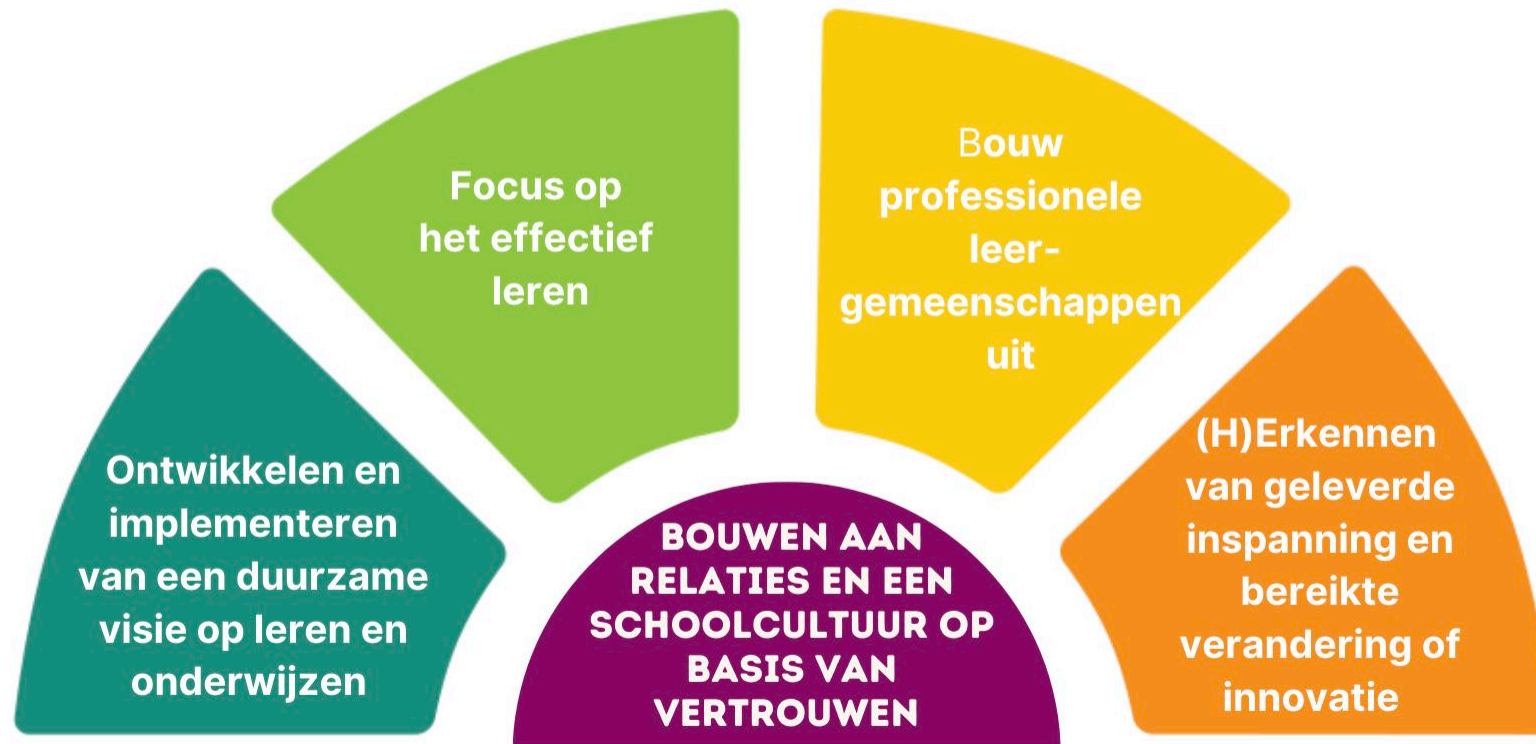 Ontwikkelen en
implementeren
van een duurzame
visie op leren en
onderwijzen
Focus op
het effectief
leren
Bouw
professionele
leer-
gemeenschappen
uit
(H)Erkennen
van geleverde
inspanning en
bereikte
verandering of
innovatie
BOUWEN AAN
RELATIES EN EEN
SCHOOLCULTUUR OP
BASIS VAN
VERTROUWEN